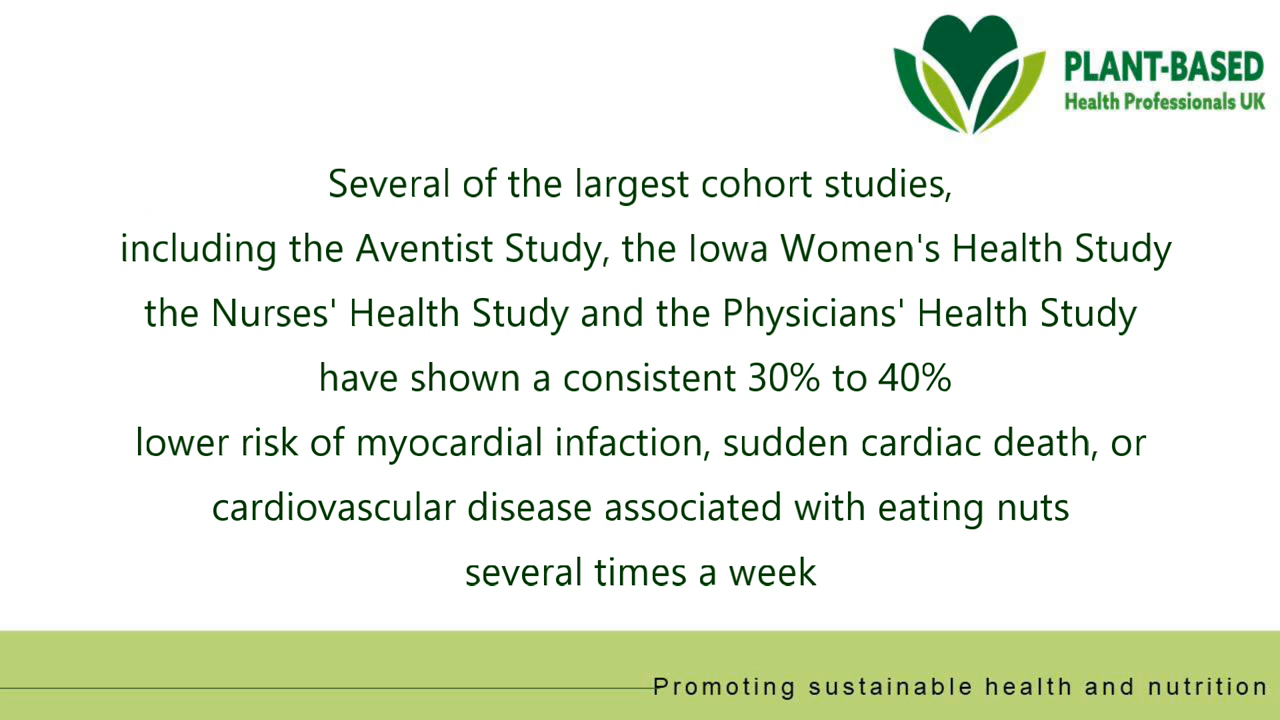 PLANT-BASED
Health Professionals UK
Several of the largest cohort studies,
including the Aventist Study, the Iowa Women's Health Study
the Nurses' Health Study and the Physicians' Health Study
have shown a consistent 30% to 40%
lower risk of myocardial infaction, sudden cardiac death, or
cardiovascular disease associated with eating nuts
several times a week
Promoting sustainable health and nutrition